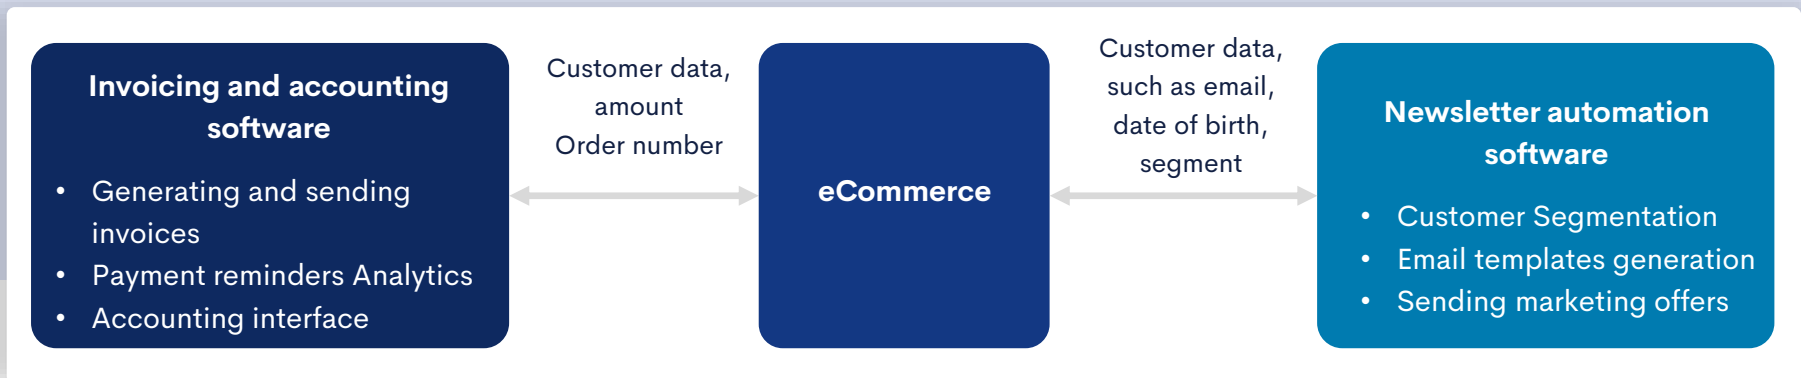 Invoicing and accounting
software
• Generating and sending
invoices
• Payment reminders Analytics
• Accounting interface
Customer data,
amount
Order number
eCommerce
Customer data,
such as email,
date of birth,
segment
Newsletter automation
software
• Customer Segmentation
• Email templates generation
• Sending marketing offers